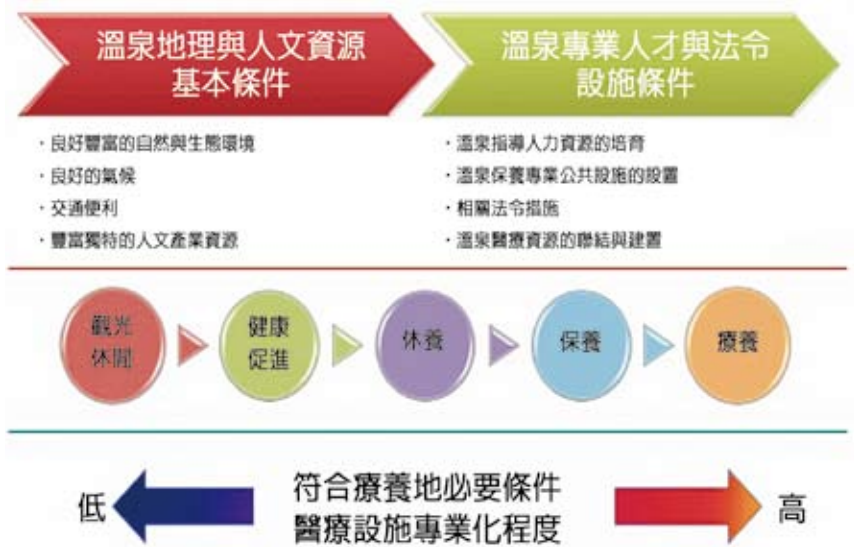 溫泉地理與人文資源
基本條件
溫泉專業人才與法令
設施條件
・良好豐富的自然與生態環境
・良好的氣候
・交通便利
・豐富獨特的人文產業資源
・溫泉指導人力資源的培育
・溫泉保養專業公共設施的設置
・相關法令措施
・溫泉醫療資源的聯結與建置
觀光
休閒
健康
促進
休養
保養
療養
低
符合療養地必要條件
醫療設施專業化程度
高